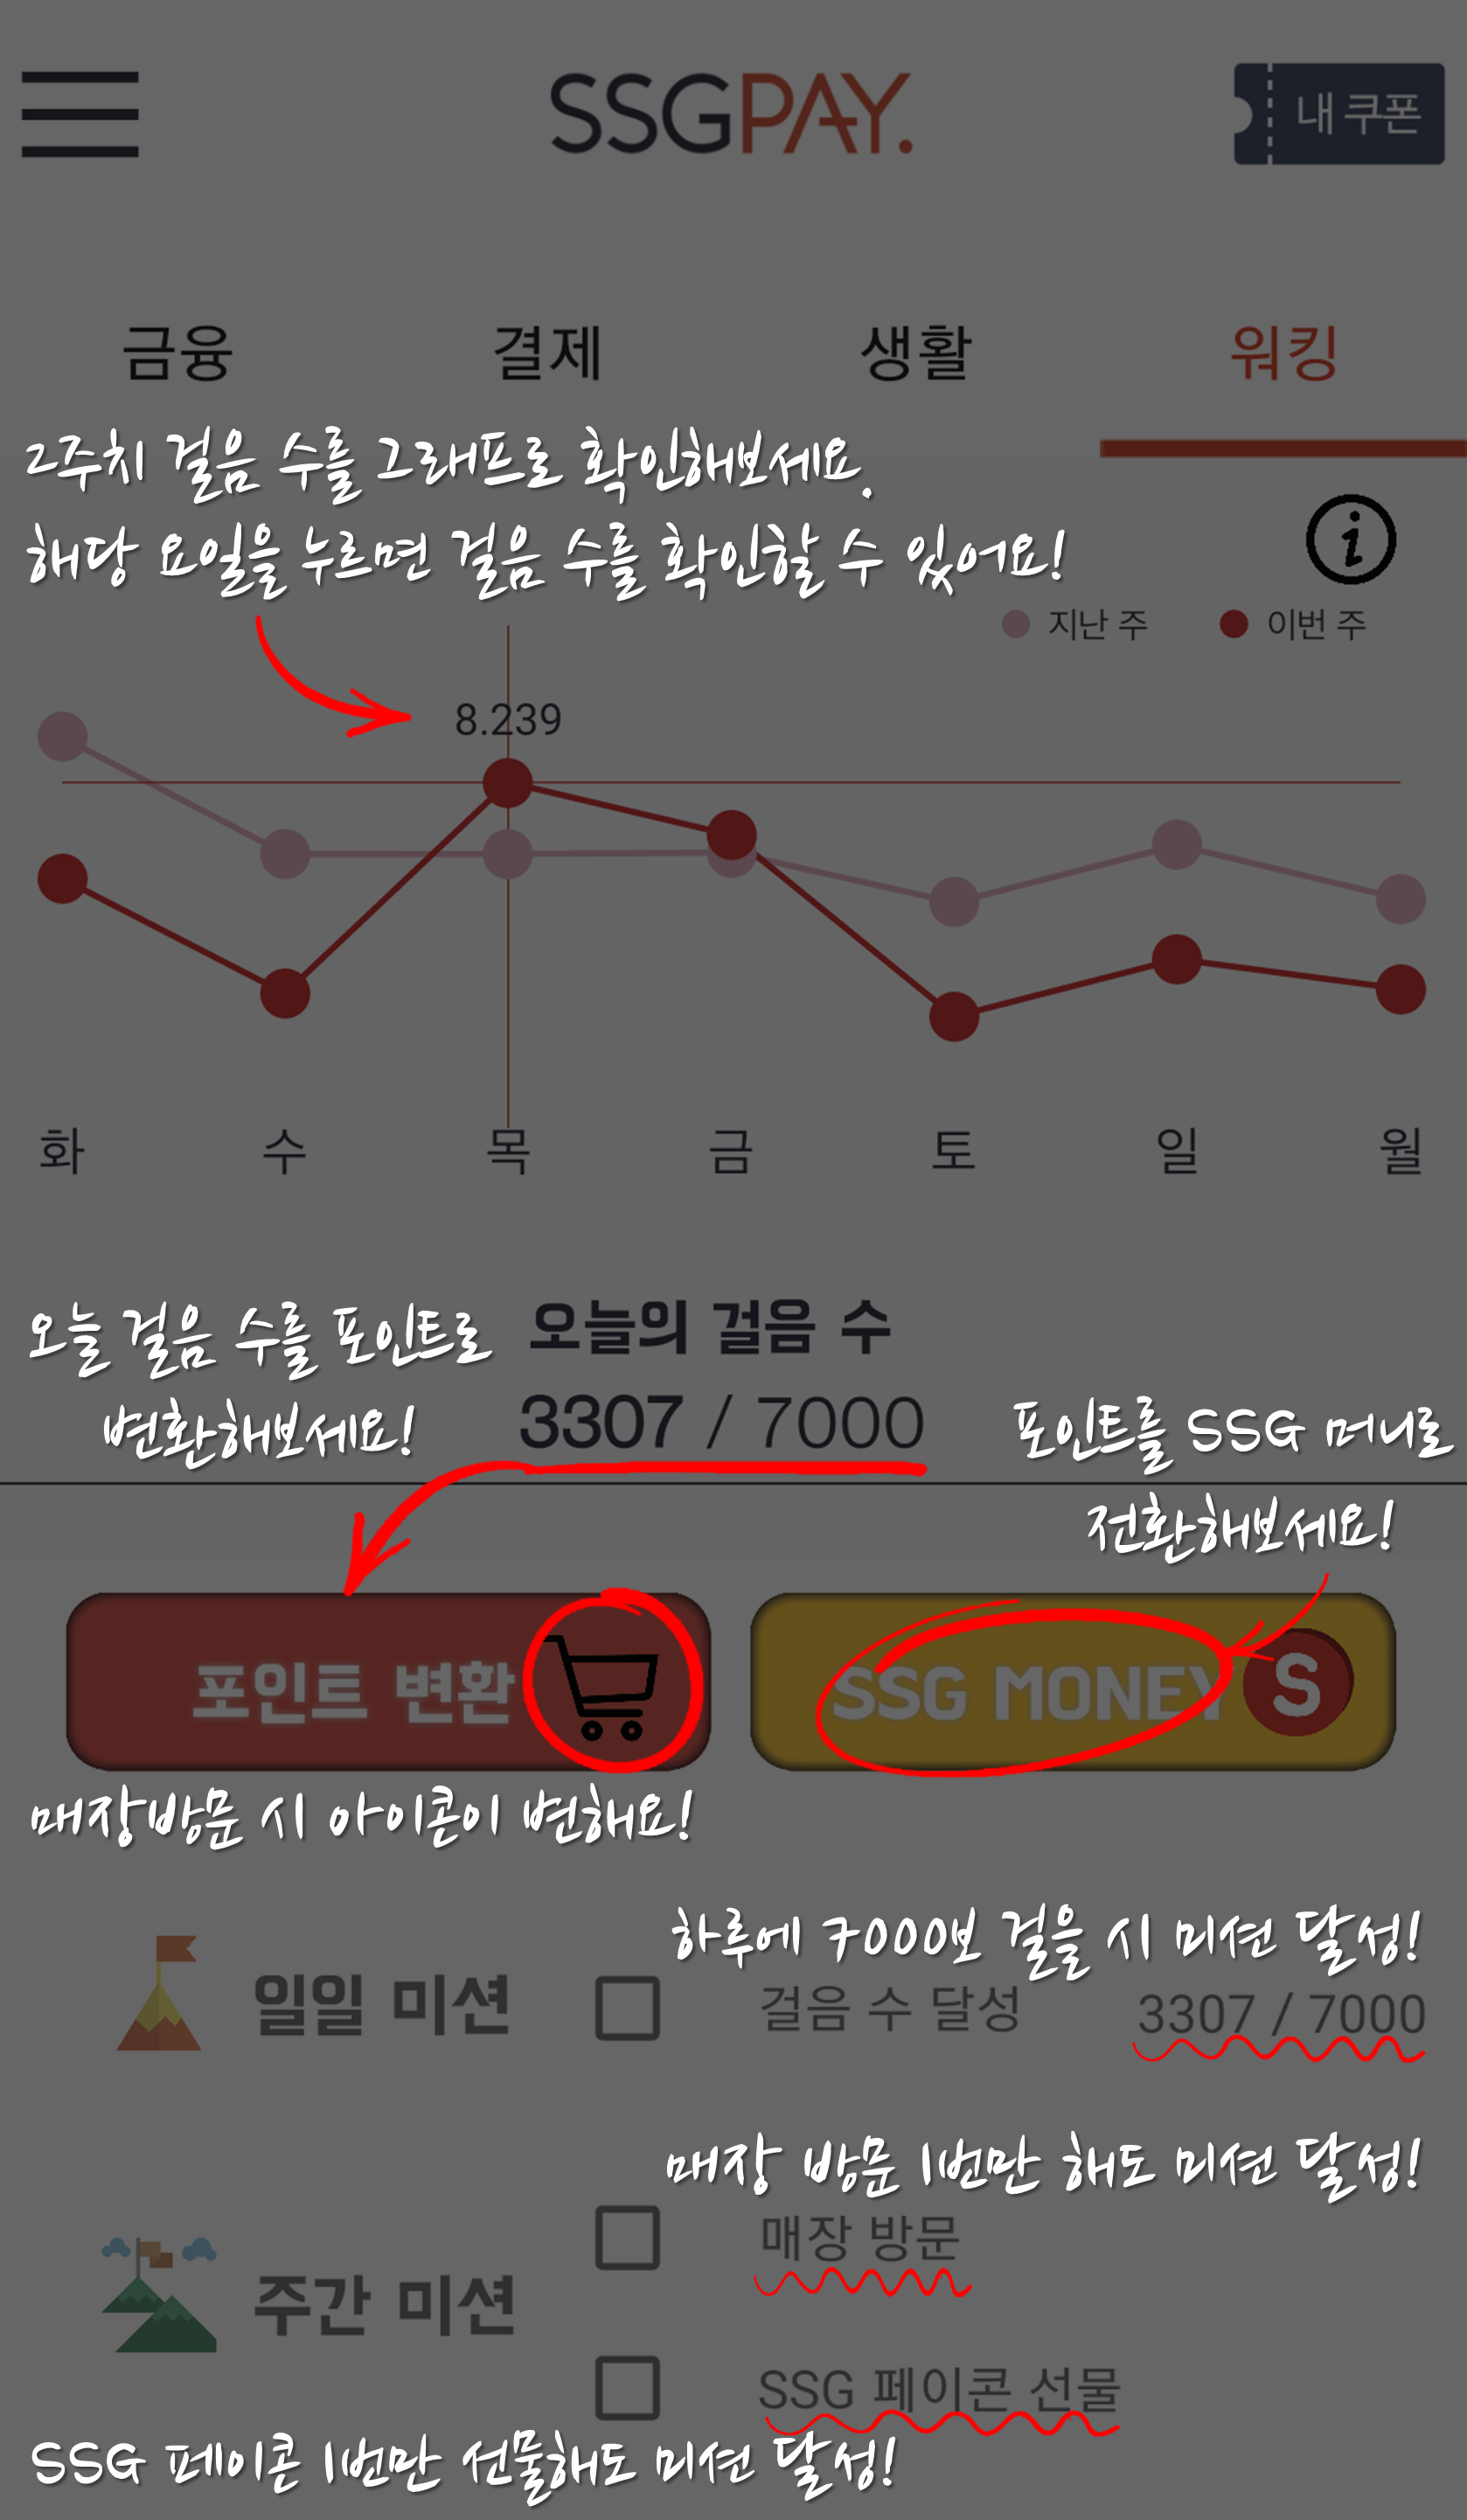 SSGPAY.
내 쿠폰
금융 결제 생활 워킹
2주치 걸음 수를 그래프로 확인해보세요.
해당 요일을 누르면 걸음 수를 확인할 수 있어요!
i
지난 주 이번 주
8.239
화 수 목 금 토 일 월
오늘 걸음 수를 포인트로
변환해보세요!
오늘의 걸음 수
3307 / 7000
포인트를 SSG 머니로
전환해보세요!
포인트 변환
SSG MONEY S
매장방문 시 아이콘이 변해요!
하루에 7000보 걸을 시 미션 달성!
일일 미션
걸음 수 달성 3307 / 7000
매장 방문 1번만 해도 미션 달성!
매장 방문
주간 미션
SSG 페이콘 선물
SSG 페이콘 1번만 선물해도 미션 달성!